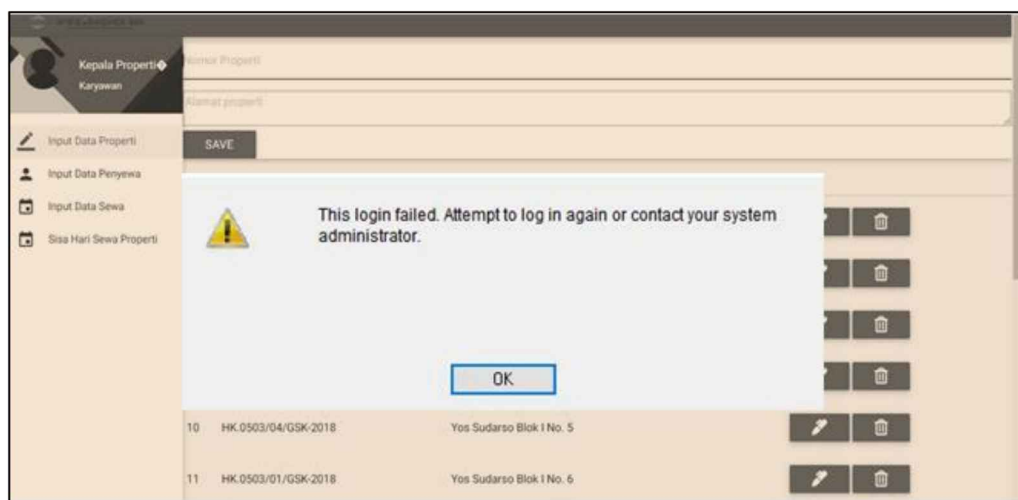 Kepala Properti�
Karyawan
Nomor Properti
Alamat properti
Input Data Properti
SAVE
Input Data Penyewa
Input Data Sewa
Sisa Hari Sewa Properti
This login failed. Attempt to log in again or contact your system
administrator.
OK
10 HK.0503/04/GSK-2018 Yos Sudarso Blok I No. 5
11 HK.0503/01/GSK-2018 Yos Sudarso Blok I No. 6